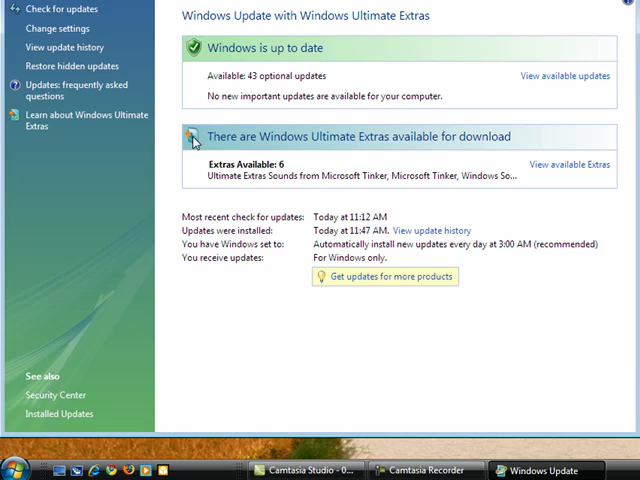 Check for updates
Change settings
View update history
Restore hidden updates
Updates: frequently asked
questions
Learn about Windows Ultimate
Extras
See also
Security Center
Installed Updates
Windows Update with Windows Ultimate Extras
Windows is up to date
Available: 43 optional updates View available updates
No new important updates are available for your computer.
There are Windows Ultimate Extras available for download
Extras Available: 6 View available Extras
Ultimate Extras Sounds from Microsoft Tinker, Microsoft Tinker, Windows So...
Most recent check for updates: Today at 11:12 AM
Updates were installed: Today at 11:47 AM. View update history
You have Windows set to: Automatically install new updates every day at 3:00 AM (recommended)
You receive updates: For Windows only.
Get updates for more products
Camtasia Studio - 0... Camtasia Recorder Windows Update